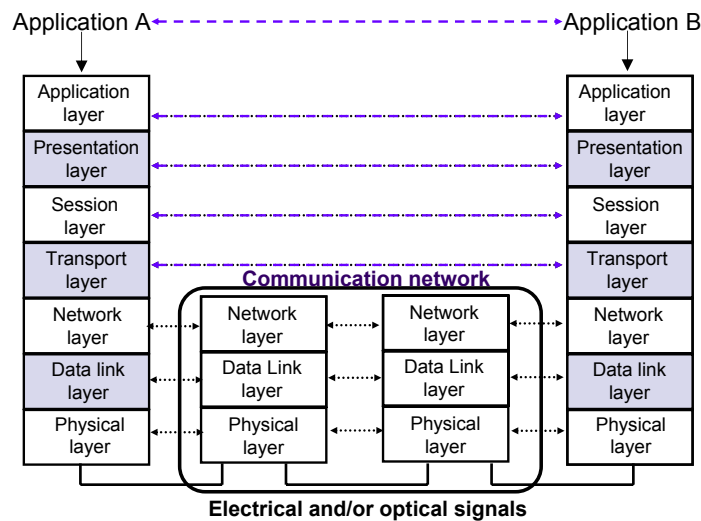 Application A
Application B
Application
layer
Presentation
layer
Session
layer
Transport
layer
Network
layer
Data link
layer
Physical
layer
Communication network
Network
layer
Data Link
layer
Physical
layer
Network
layer
Data Link
layer
Physical
layer
Application
layer
Presentation
layer
Session
layer
Transport
layer
Network
layer
Data link
layer
Physical
layer
Electrical and/or optical signals